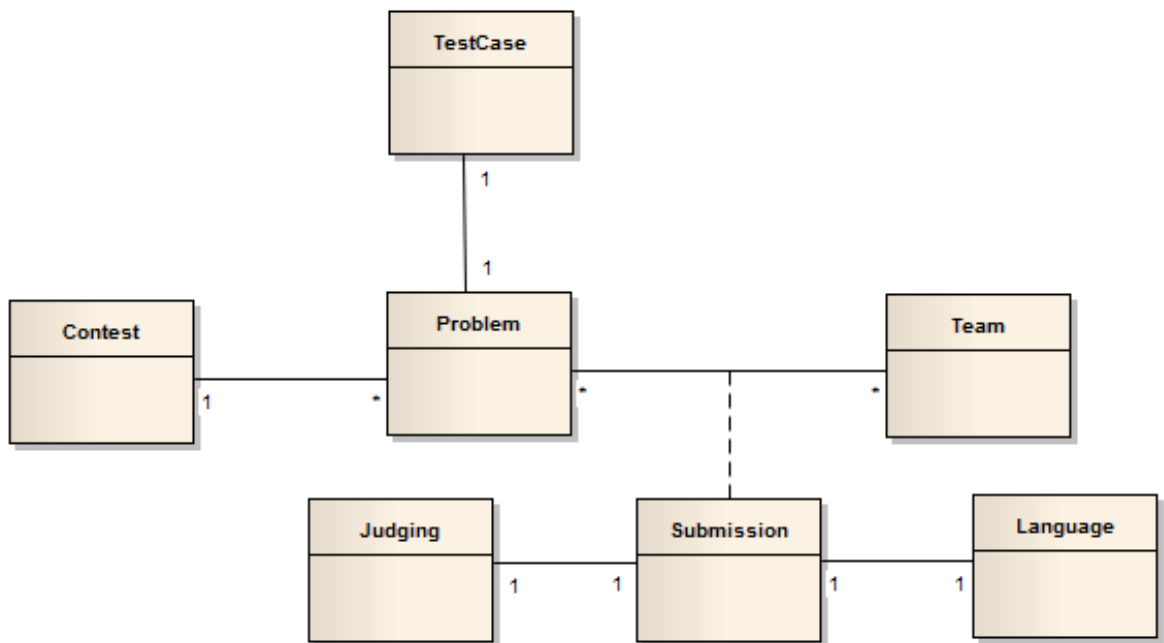 TestCase
1
1
Contest
Problem
Team
1
*
*
*
Judging
Submission
Language
1
1
1
1